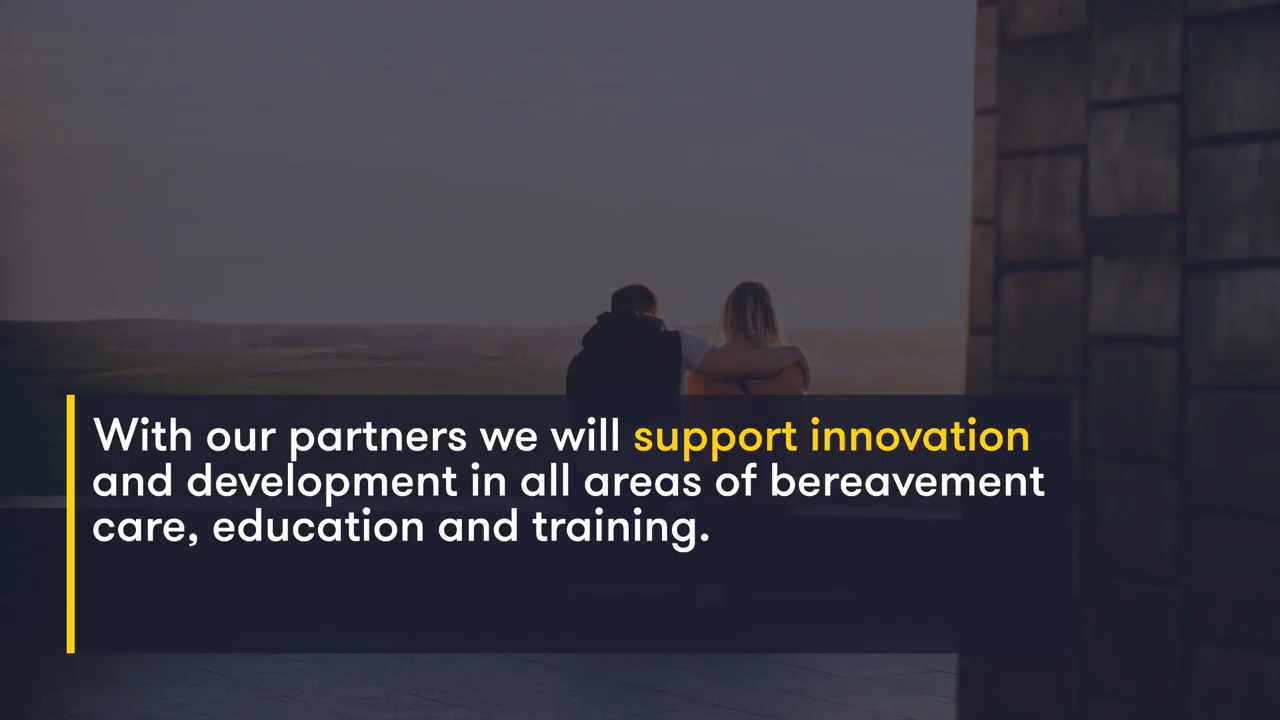 With our partners we will support innovation
and development in all areas of bereavement
care, education and training.